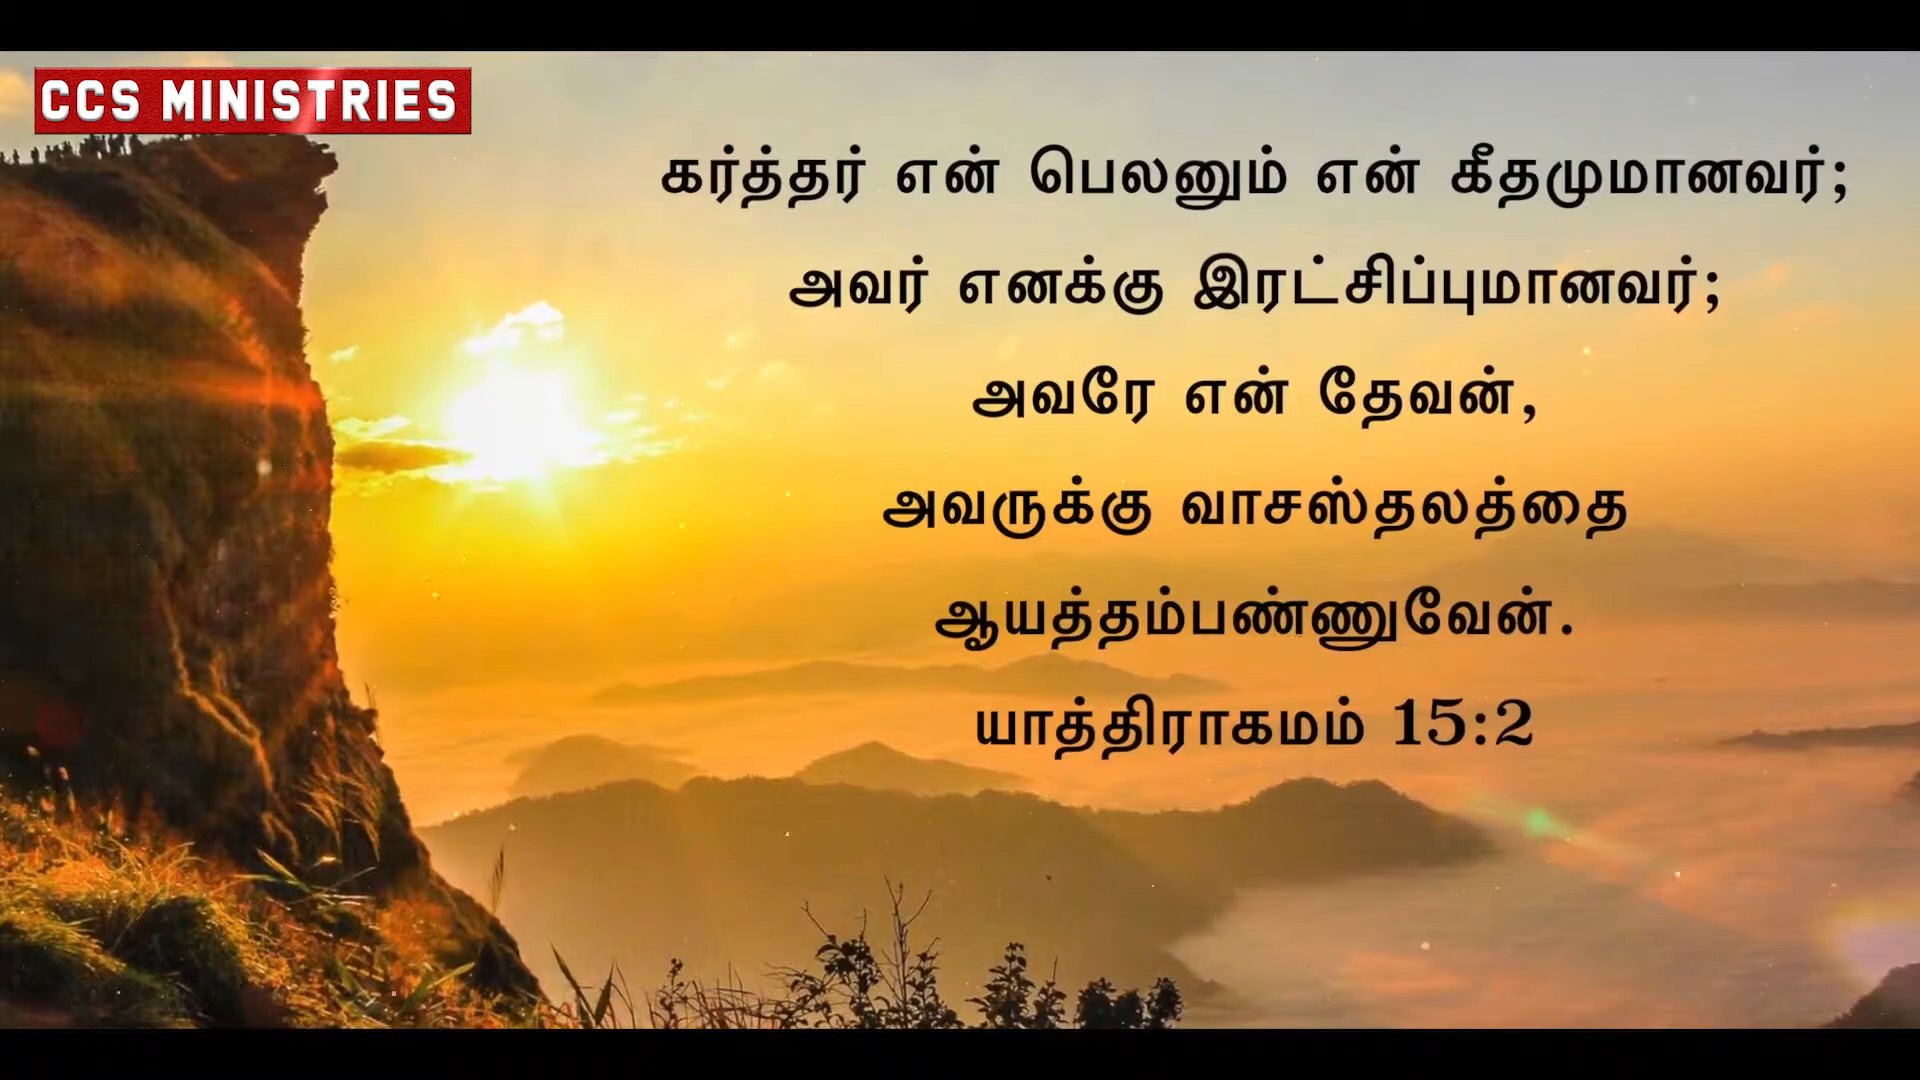 CCS MINISTRIES
கர்த்தர் என் பெலனும் என் கீதமுமானவர்;
அவர் எனக்கு இரட்சிப்புமானவர்;
அவரே என் தேவன்,
அவருக்கு வாசஸ்தலத்தை
ஆயத்தம்பண்ணுவேன்.
யாத்திராகமம் 15:2